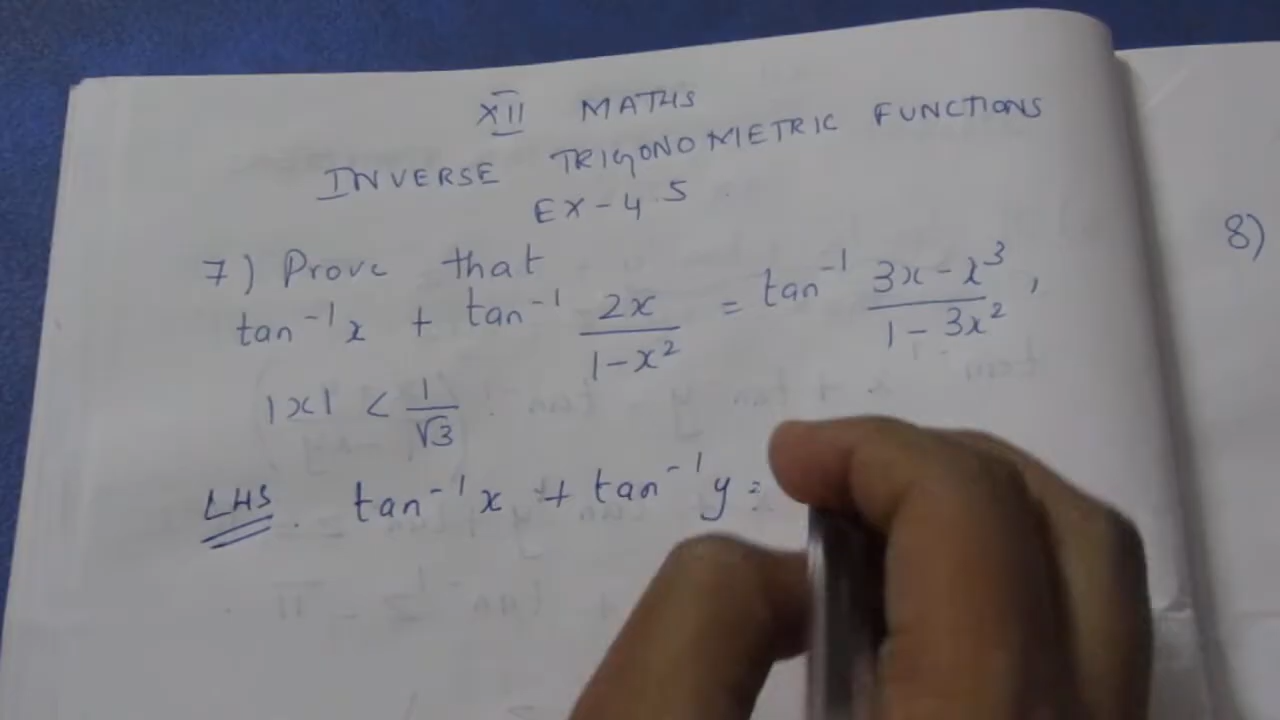 XII MATHS
INVERSE TRIGONOMETRIC FUNCTIONS
EX-4.5
7) Prove that
tan⁻¹x + tan⁻¹ 2x/(1-x²) = tan⁻¹ (3x-x³)/(1-3x²),
|x| < 1/√3
LHS. tan⁻¹x + tan⁻¹y =
8)